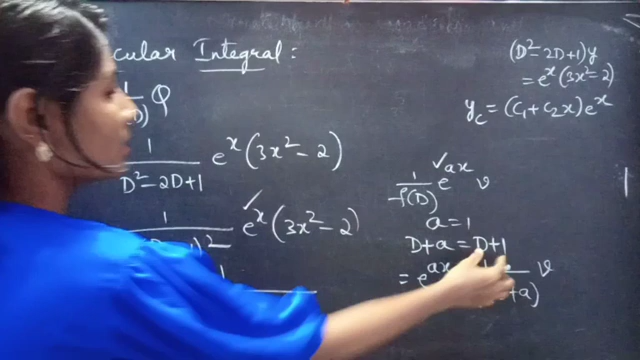 cular Integral :
1/f(D) Q
1/(D²-2D+1) eˣ(3x²-2)
1 eˣ(3x²-2)
(D²-2D+1)y
= eˣ(3x²-2)
y_c = (c₁+c₂x)eˣ
1/f(D) e^{ax} v
a=1
D+a = D+1
= e^{ax} v
+a)